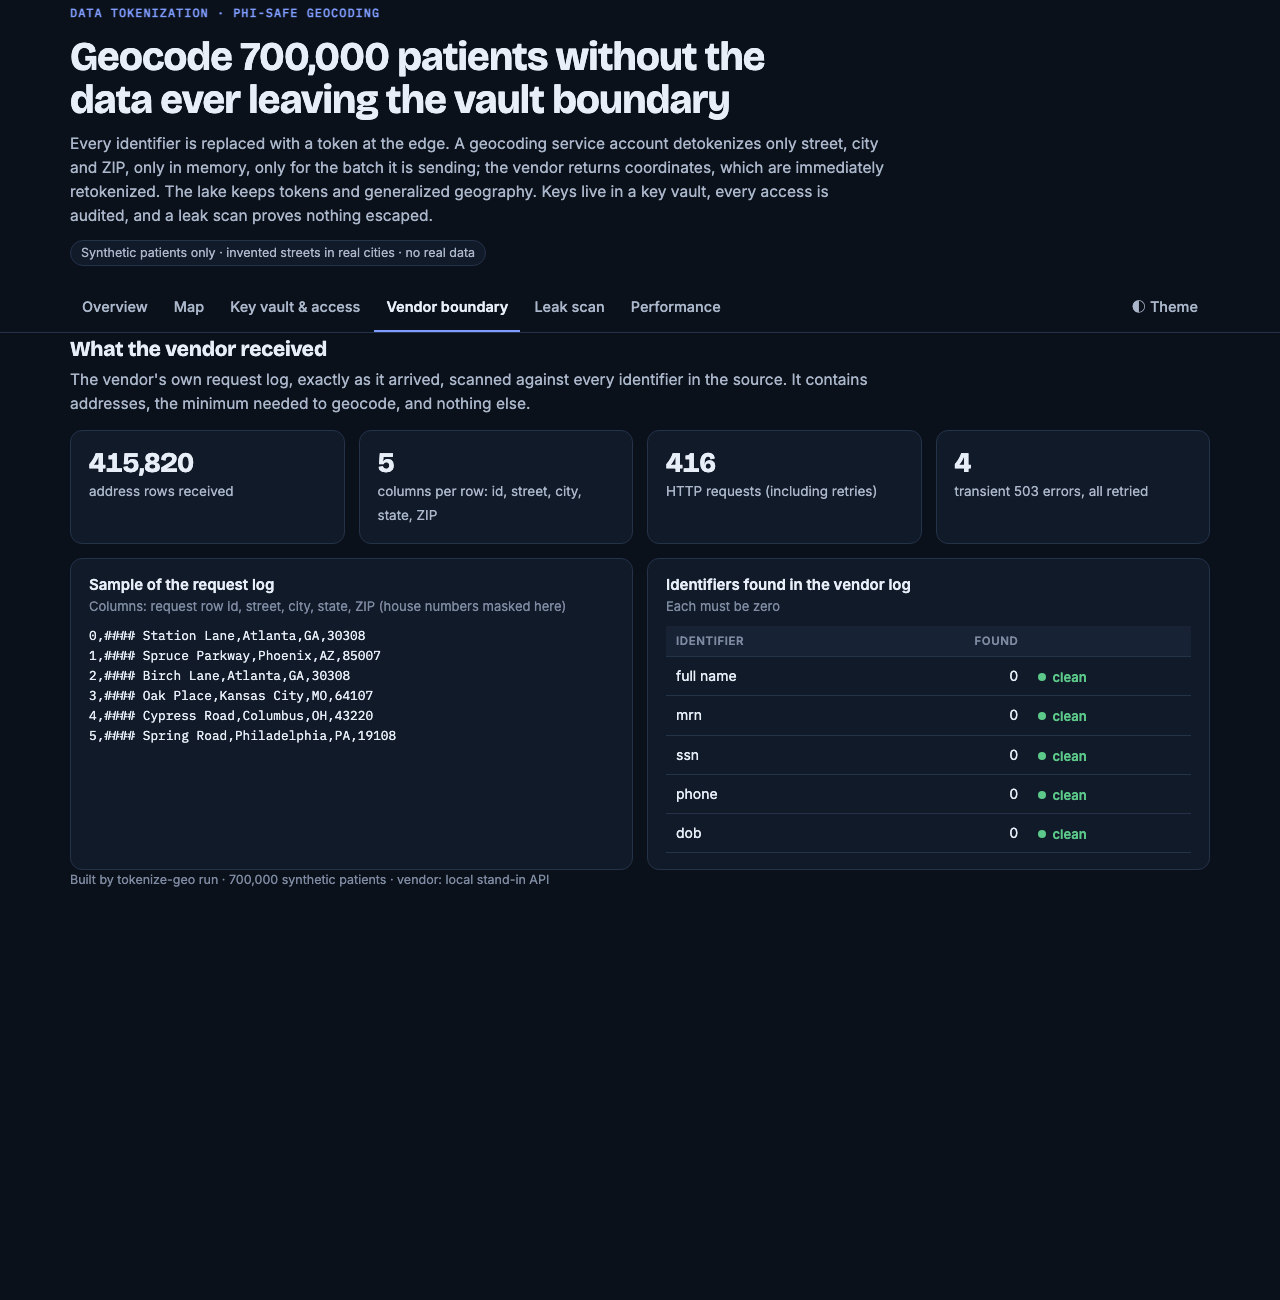 DATA TOKENIZATION · PHI-SAFE GEOCODING
Geocode 700,000 patients without the
data ever leaving the vault boundary
Every identifier is replaced with a token at the edge. A geocoding service account detokenizes only street, city
and ZIP, only in memory, only for the batch it is sending; the vendor returns coordinates, which are immediately
retokenized. The lake keeps tokens and generalized geography. Keys live in a key vault, every access is
audited, and a leak scan proves nothing escaped.
Synthetic patients only · invented streets in real cities · no real data
Overview Map Key vault & access Vendor boundary Leak scan Performance ◐ Theme
What the vendor received
The vendor's own request log, exactly as it arrived, scanned against every identifier in the source. It contains
addresses, the minimum needed to geocode, and nothing else.
415,820
address rows received
5
columns per row: id, street, city,
state, ZIP
416
HTTP requests (including retries)
4
transient 503 errors, all retried
Sample of the request log
Columns: request row id, street, city, state, ZIP (house numbers masked here)
0,#### Station Lane,Atlanta,GA,30308
1,#### Spruce Parkway,Phoenix,AZ,85007
2,#### Birch Lane,Atlanta,GA,30308
3,#### Oak Place,Kansas City,MO,64107
4,#### Cypress Road,Columbus,OH,43220
5,#### Spring Road,Philadelphia,PA,19108
Identifiers found in the vendor log
Each must be zero
IDENTIFIER FOUND
full name 0 clean
mrn 0 clean
ssn 0 clean
phone 0 clean
dob 0 clean
Built by tokenize-geo run · 700,000 synthetic patients · vendor: local stand-in API